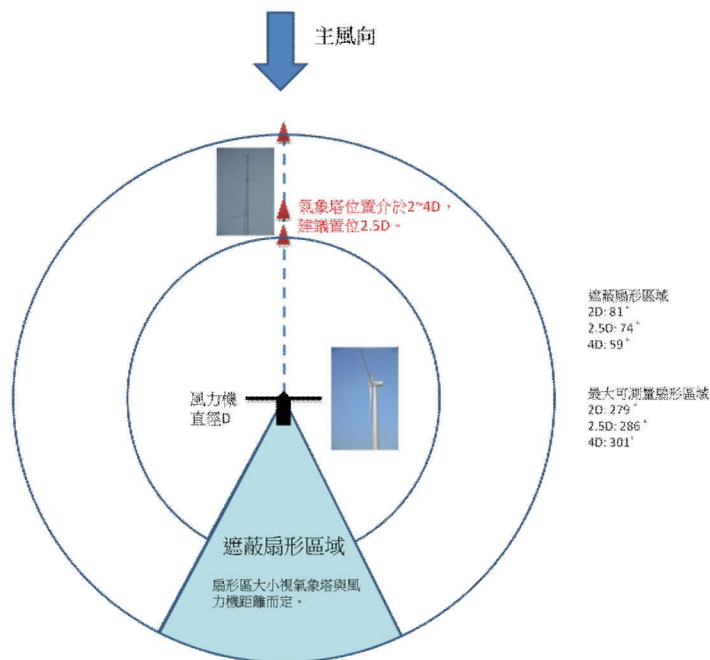 主風向
氣象塔位置介於2~4D，
建議置位2.5D。
遮蔽扇形區域
2D: 81°
2.5D: 74°
4D: 59°
風力機
直徑D
最大可測量扇形區域
2D: 279°
2.5D: 286°
4D: 301°
遮蔽扇形區域
扇形區大小視氣象塔與風
力機距離而定。